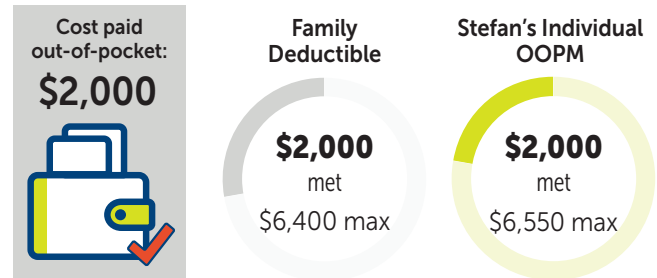 Cost paid
out-of-pocket:
$2,000
Family
Deductible
$2,000
met
$6,400 max
Stefan’s Individual
OOPM
$2,000
met
$6,550 max